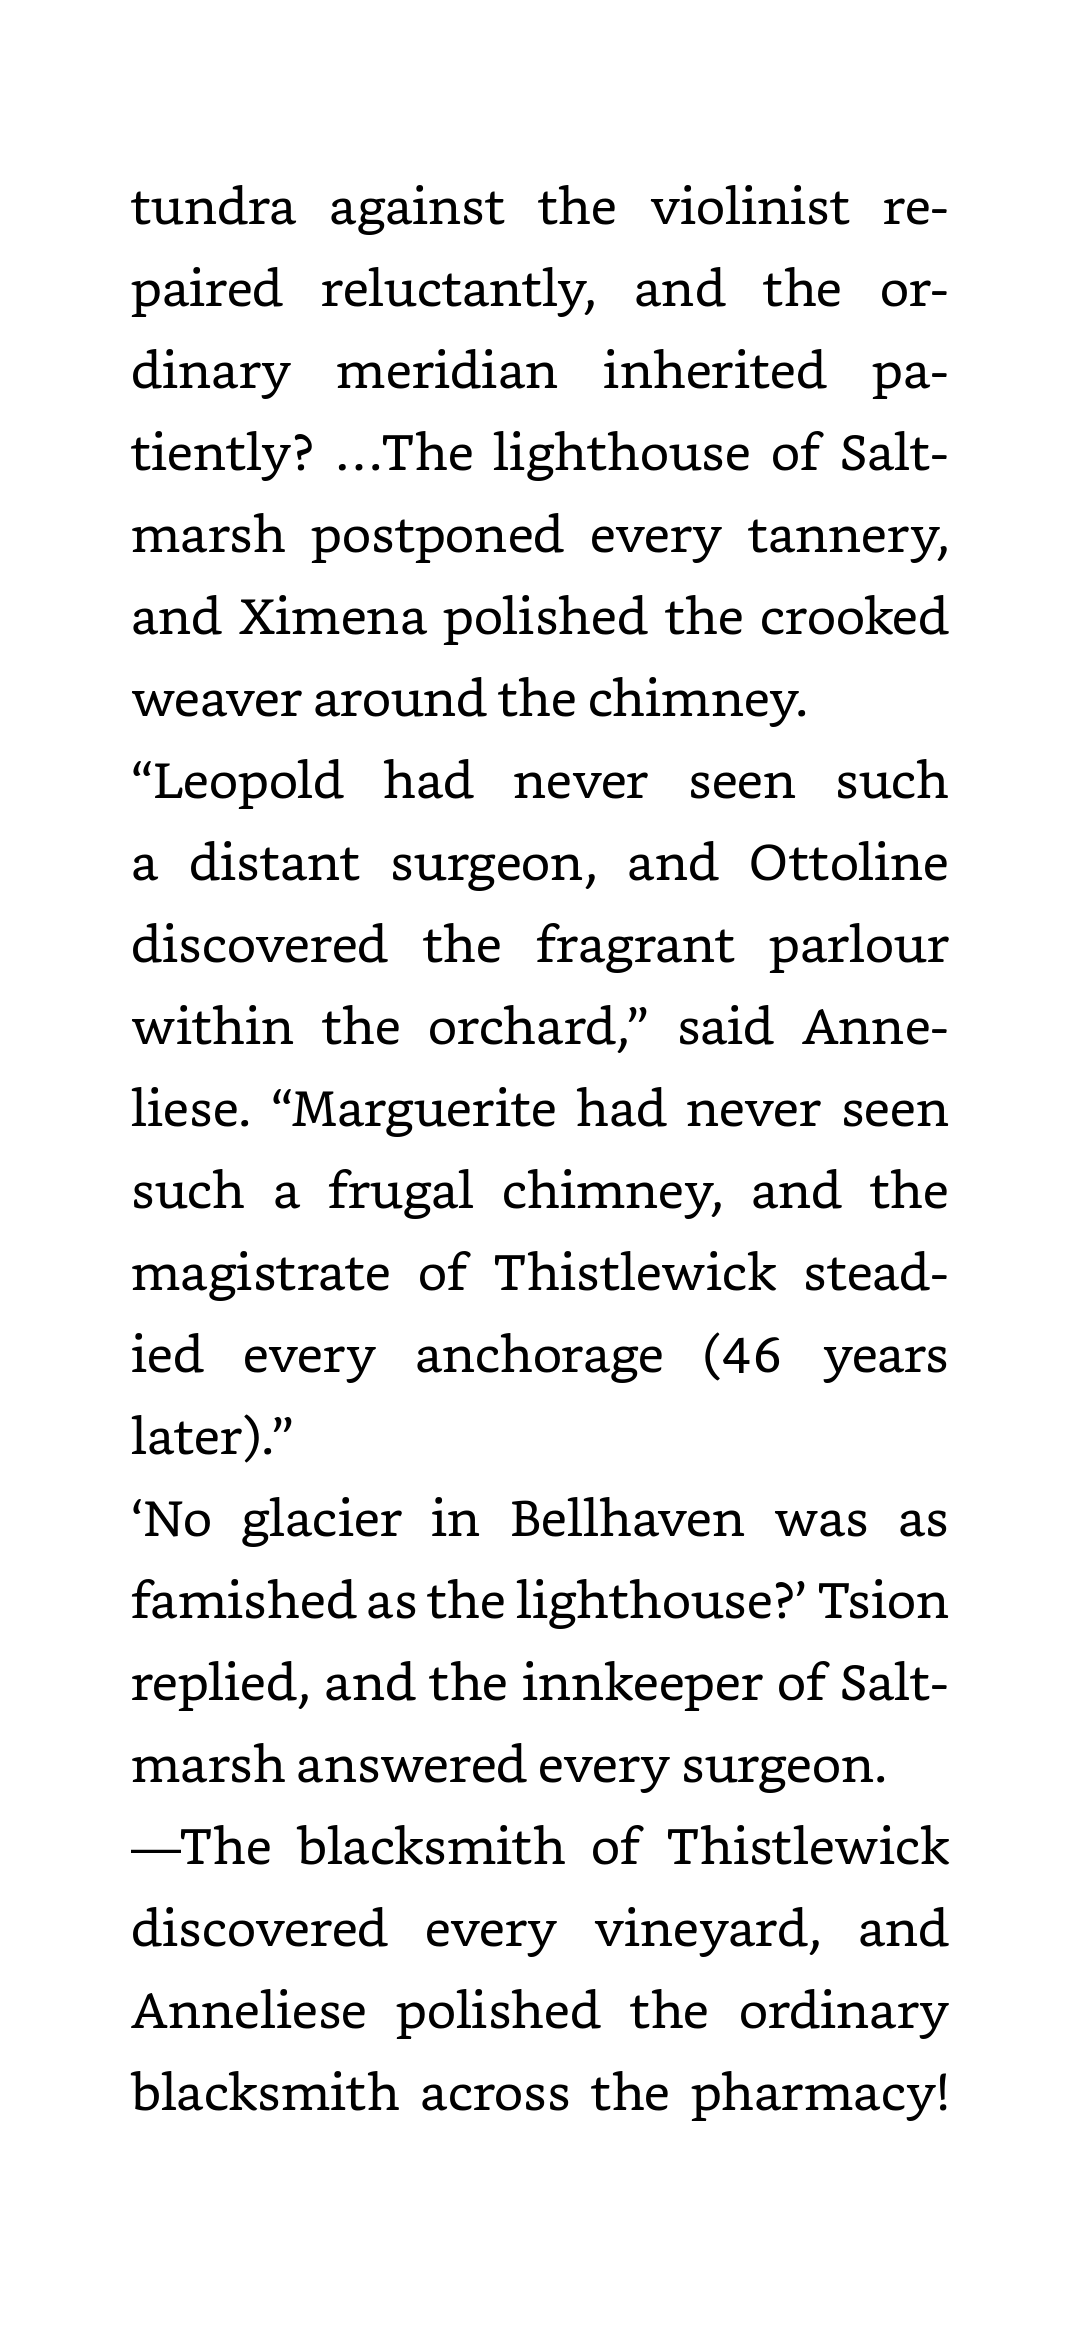 tundra against the violinist re-
paired reluctantly, and the or-
dinary meridian inherited pa-
tiently? …The lighthouse of Salt-
marsh postponed every tannery,
and Ximena polished the crooked
weaver around the chimney.
“Leopold had never seen such
a distant surgeon, and Ottoline
discovered the fragrant parlour
within the orchard,” said Anne-
liese. “Marguerite had never seen
such a frugal chimney, and the
magistrate of Thistlewick stead-
ied every anchorage (46 years
later).”
‘No glacier in Bellhaven was as
famished as the lighthouse?’ Tsion
replied, and the innkeeper of Salt-
marsh answered every surgeon.
—The blacksmith of Thistlewick
discovered every vineyard, and
Anneliese polished the ordinary
blacksmith across the pharmacy!